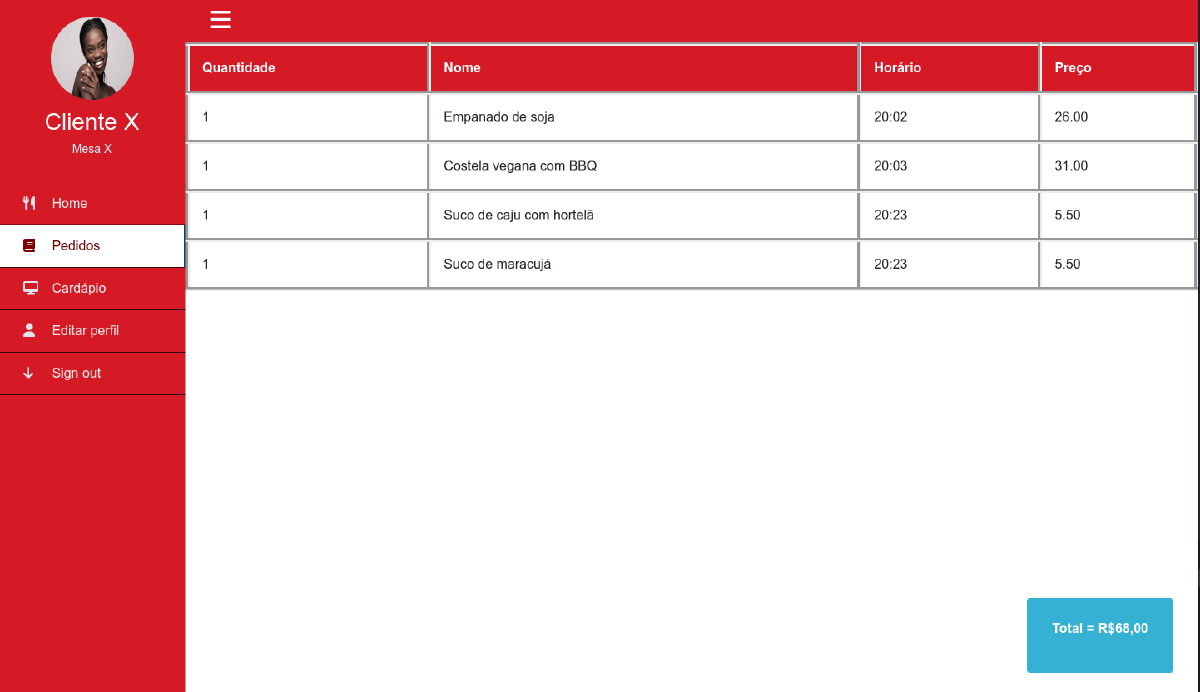 Cliente X
Mesa X
Home
Pedidos
Cardápio
Editar perfil
Sign out
Quantidade Nome Horário Preço
1 Empanado de soja 20:02 26.00
1 Costela vegana com BBQ 20:03 31.00
1 Suco de caju com hortelã 20:23 5.50
1 Suco de maracujá 20:23 5.50
Total = R$68,00